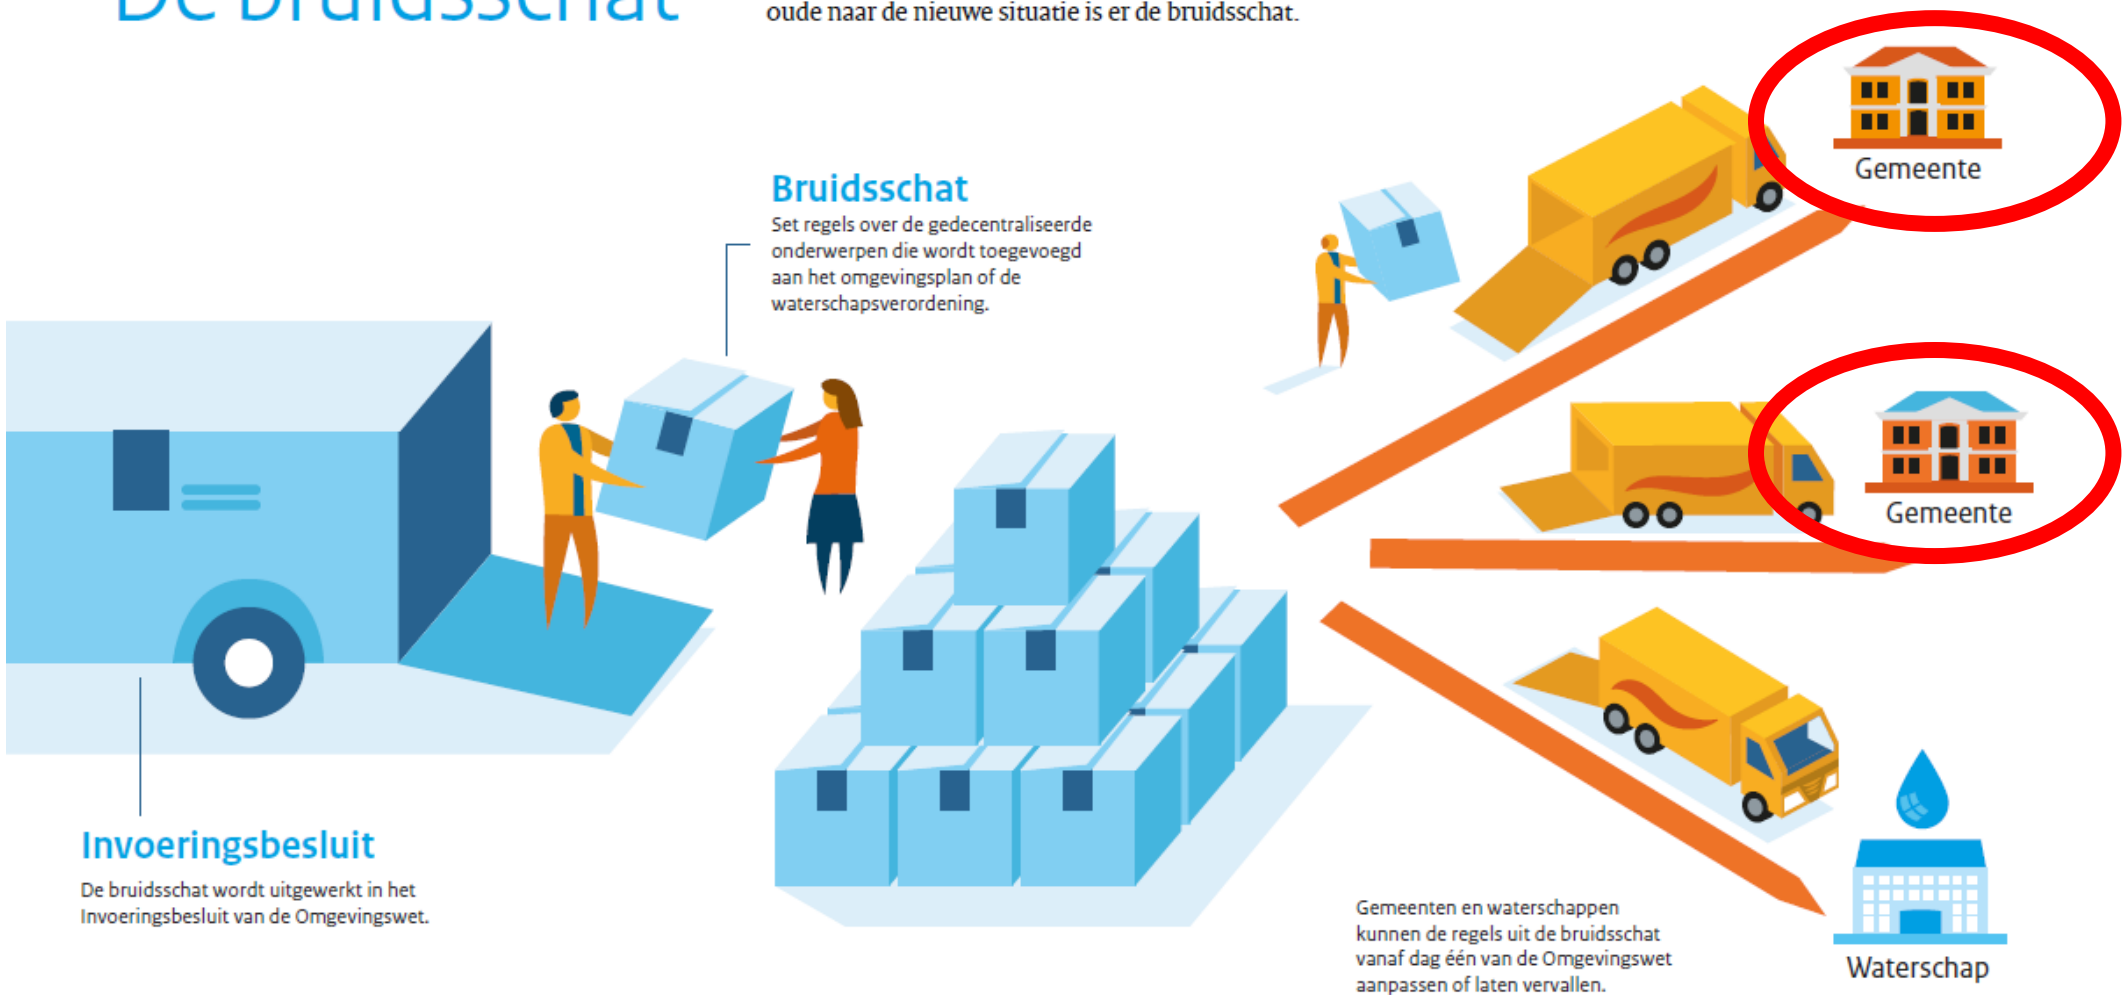 De bruidsschat
oude naar de nieuwe situatie is er de bruidsschat.
Bruidsschat
Set regels over de gedecentraliseerde
onderwerpen die wordt toegevoegd
aan het omgevingsplan of de
waterschapsverordening.
Gemeente
Gemeente
Invoeringsbesluit
De bruidsschat wordt uitgewerkt in het
Invoeringsbesluit van de Omgevingswet.
Gemeenten en waterschappen
kunnen de regels uit de bruidsschat
vanaf dag één van de Omgevingswet
aanpassen of laten vervallen.
Waterschap